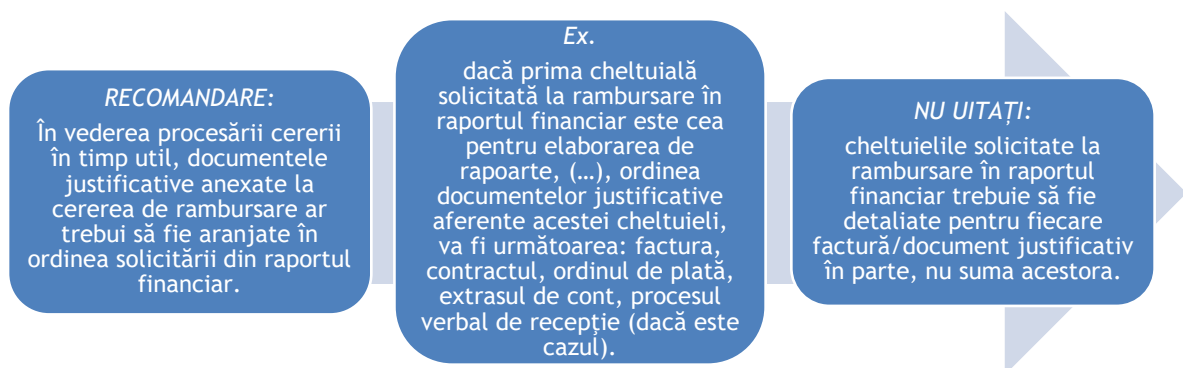 RECOMANDARE:
În vederea procesării cererii
în timp util, documentele
justificative anexate la
cererea de rambursare ar
trebui să fie aranjate în
ordinea solicitării din raportul
financiar.
Ex.
dacă prima cheltuială
solicitată la rambursare în
raportul financiar este cea
pentru elaborarea de
rapoarte, (…), ordinea
documentelor justificative
aferente acestei cheltuieli,
va fi următoarea: factura,
contractul, ordinul de plată,
extrasul de cont, procesul
verbal de recepție (dacă este
cazul).
NU UITAȚI:
cheltuielile solicitate la
rambursare în raportul
financiar trebuie să fie
detaliate pentru fiecare
factură/document justificativ
în parte, nu suma acestora.